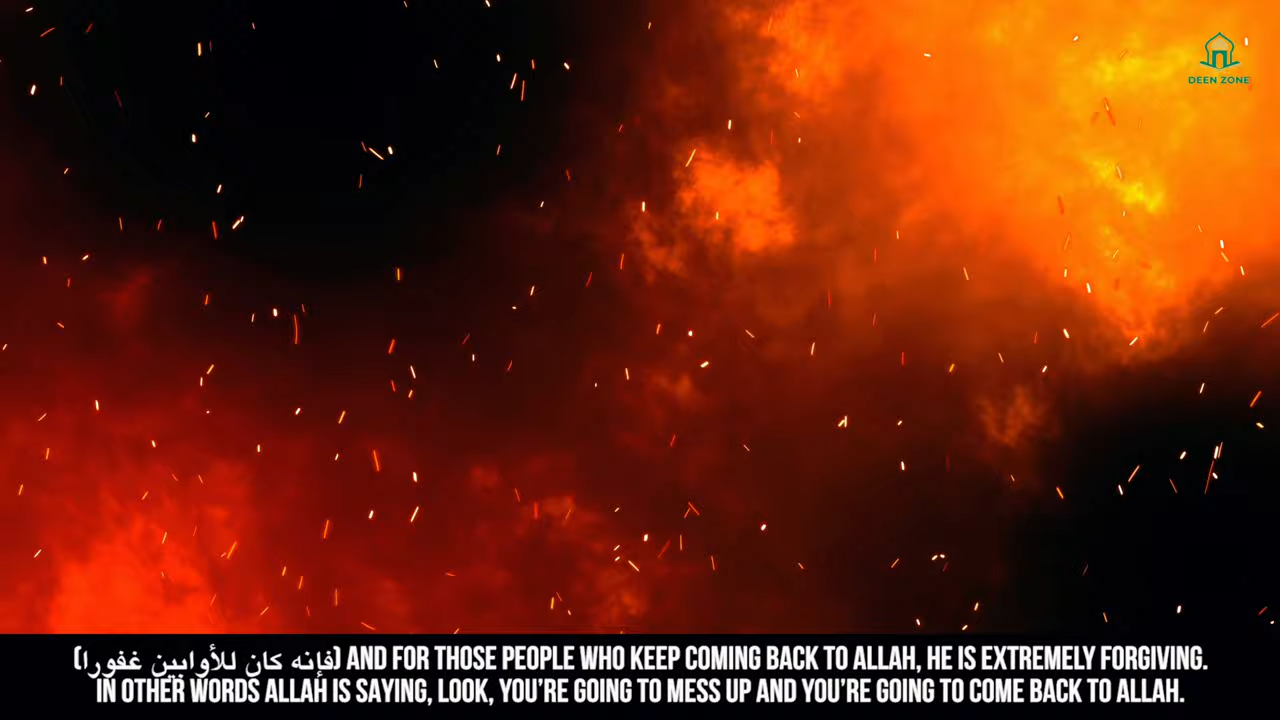 DEEN ZONE
(فإنه كان للأوابين غفورا) AND FOR THOSE PEOPLE WHO KEEP COMING BACK TO ALLAH, HE IS EXTREMELY FORGIVING.
IN OTHER WORDS ALLAH IS SAYING, LOOK, YOU'RE GOING TO MESS UP AND YOU'RE GOING TO COME BACK TO ALLAH.